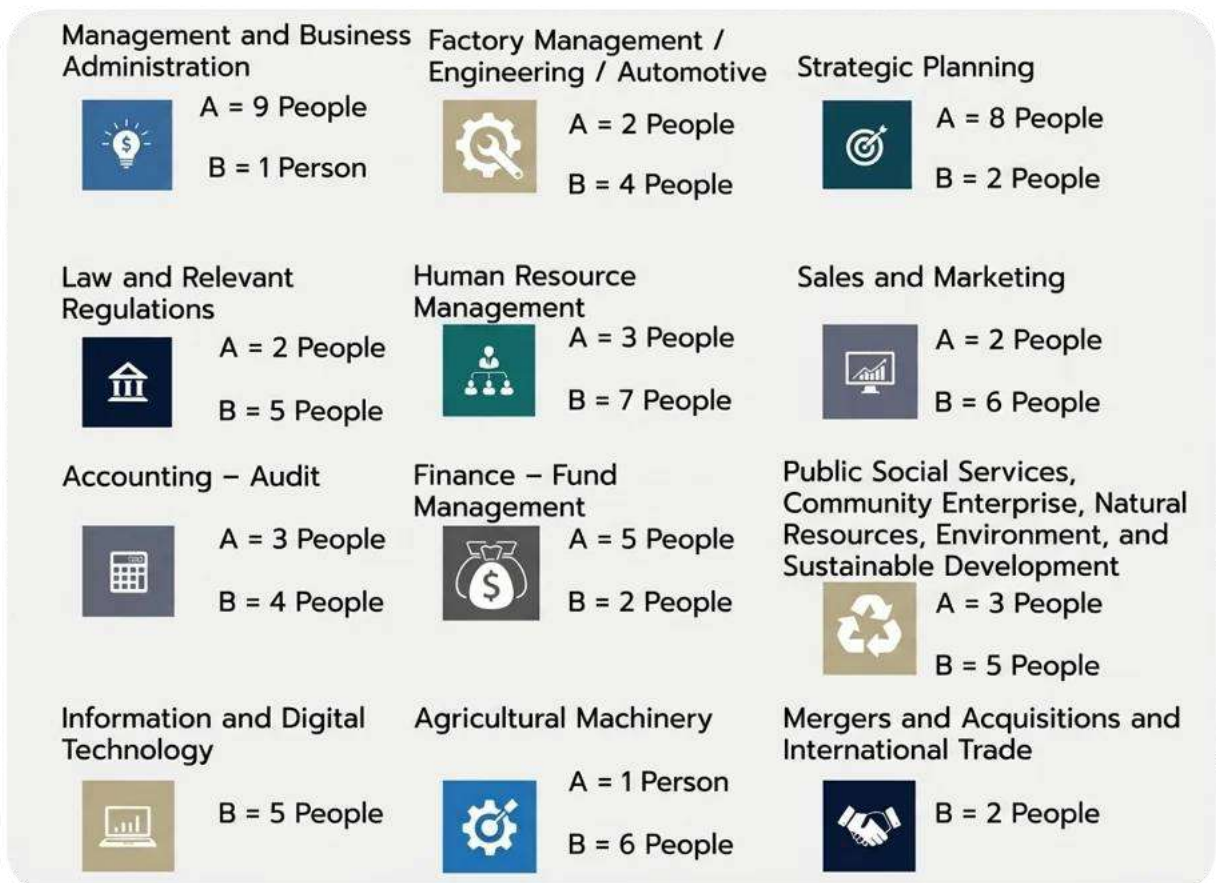 Management and Business
Administration
A = 9 People
B = 1 Person
Factory Management /
Engineering / Automotive
A = 2 People
B = 4 People
Strategic Planning
A = 8 People
B = 2 People
Law and Relevant
Regulations
A = 2 People
B = 5 People
Human Resource
Management
A = 3 People
B = 7 People
Sales and Marketing
A = 2 People
B = 6 People
Accounting – Audit
A = 3 People
B = 4 People
Finance – Fund
Management
$
A = 5 People
B = 2 People
Public Social Services,
Community Enterprise, Natural
Resources, Environment, and
Sustainable Development
A = 3 People
B = 5 People
Information and Digital
Technology
B = 5 People
Agricultural Machinery
A = 1 Person
B = 6 People
Mergers and Acquisitions and
International Trade
B = 2 People